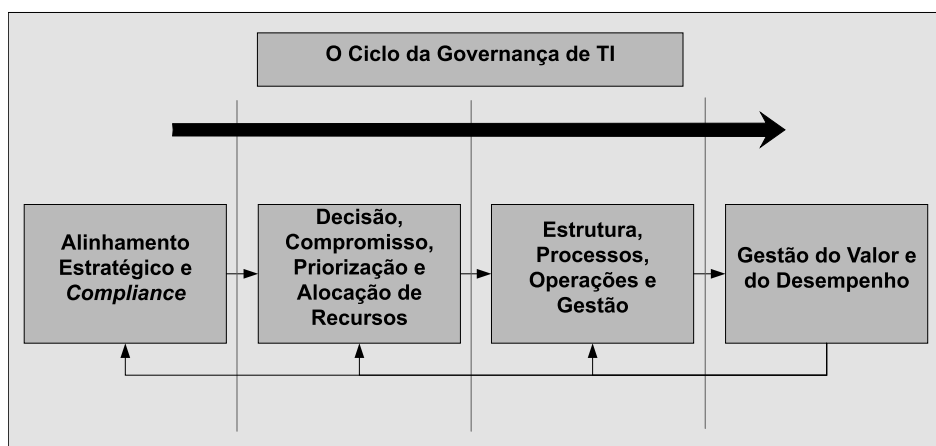 O Ciclo da Governança de TI
Alinhamento
Estratégico e
Compliance
Decisão,
Compromisso,
Priorização e
Alocação de
Recursos
Estrutura,
Processos,
Operações e
Gestão
Gestão do Valor e
do Desempenho